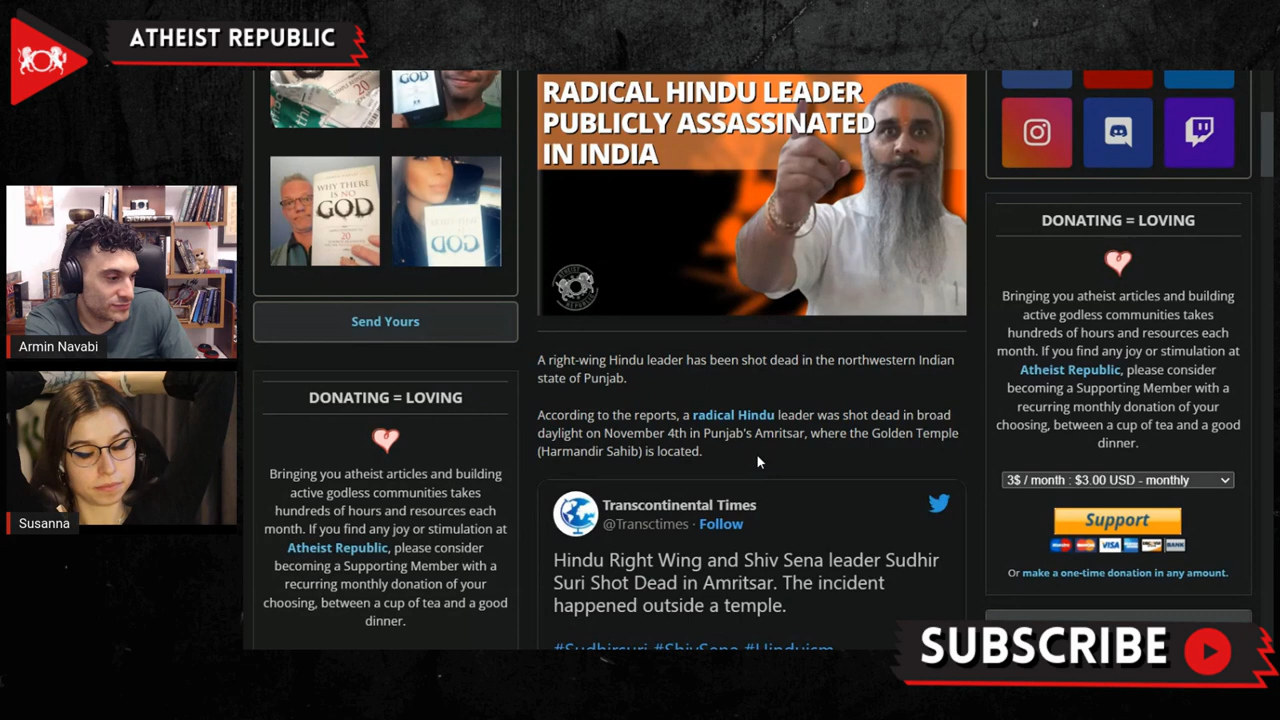 ATHEIST REPUBLIC
Armin Navabi
Susanna
GOD
WHY THERE
IS NO
GOD
20
GOD
Send Yours
DONATING = LOVING
Bringing you atheist articles and building
active godless communities takes
hundreds of hours and resources each
month. If you find any joy or stimulation at
Atheist Republic, please consider
becoming a Supporting Member with a
recurring monthly donation of your
choosing, between a cup of tea and a good
dinner.
RADICAL HINDU LEADER
PUBLICLY ASSASSINATED
IN INDIA
A right-wing Hindu leader has been shot dead in the northwestern Indian
state of Punjab.
According to the reports, a radical Hindu leader was shot dead in broad
daylight on November 4th in Punjab's Amritsar, where the Golden Temple
(Harmandir Sahib) is located.
Transcontinental Times
@Transctimes · Follow
Hindu Right Wing and Shiv Sena leader Sudhir
Suri Shot Dead in Amritsar. The incident
happened outside a temple.
#Sudhirsuri #ShivSena #Hinduism
DONATING = LOVING
Bringing you atheist articles and building
active godless communities takes
hundreds of hours and resources each
month. If you find any joy or stimulation at
Atheist Republic, please consider
becoming a Supporting Member with a
recurring monthly donation of your
choosing, between a cup of tea and a good
dinner.
3$ / month : $3.00 USD - monthly
Support
VISA
BANK
Or make a one-time donation in any amount.
SUBSCRIBE